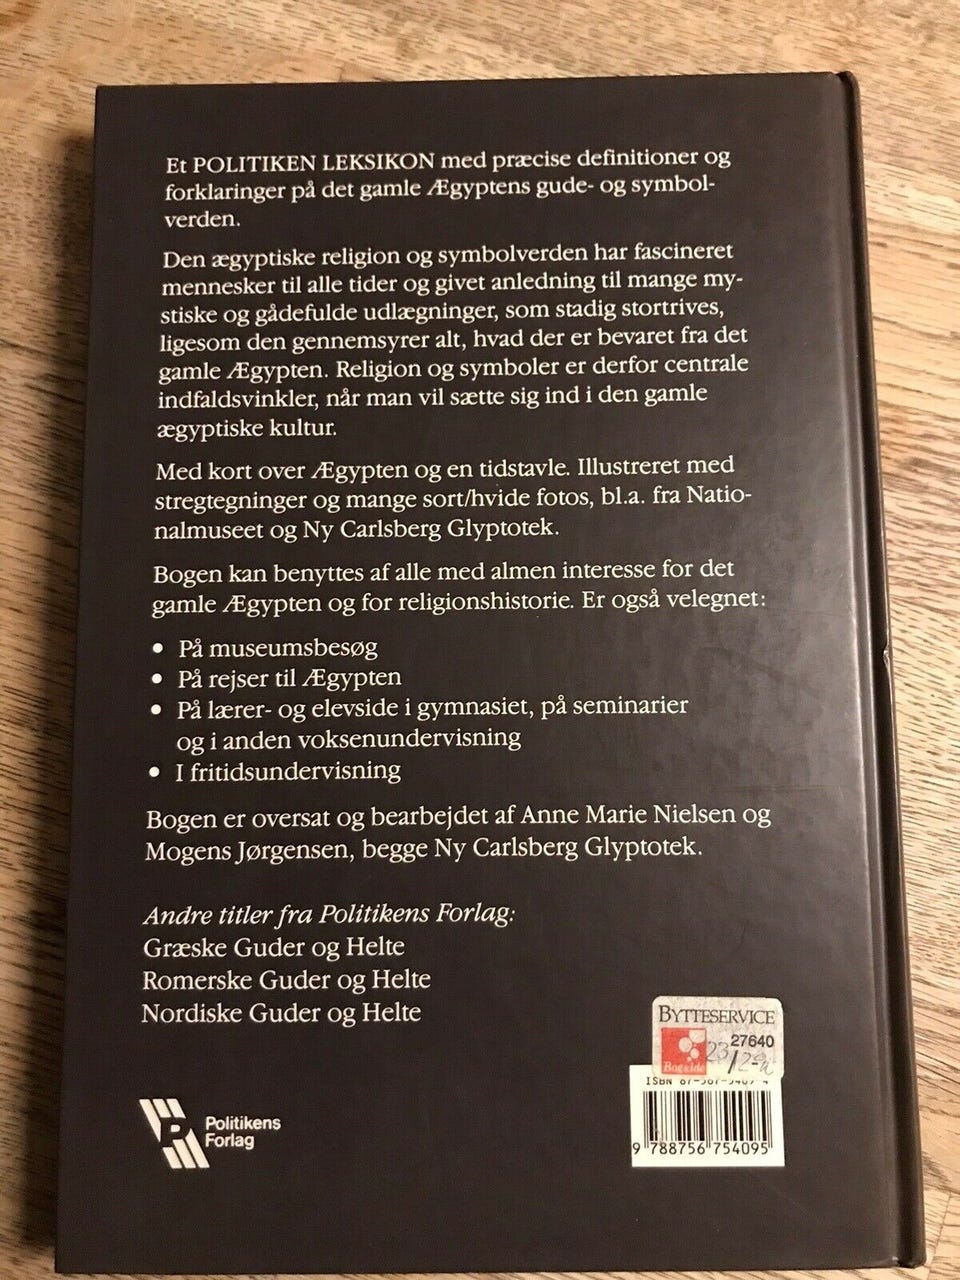 Et POLITIKEN LEKSIKON med præcise definitioner og
forklaringer på det gamle Ægyptens gude- og symbol-
verden.
Den ægyptiske religion og symbolverden har fascineret
mennesker til alle tider og givet anledning til mange my-
stiske og gådefulde udlægninger, som stadig stortrives,
ligesom den gennemsyrer alt, hvad der er bevaret fra det
gamle Ægypten. Religion og symboler er derfor centrale
indfaldsvinkler, når man vil sætte sig ind i den gamle
ægyptiske kultur.
Med kort over Ægypten og en tidstavle. Illustreret med
stregtegninger og mange sort/hvide fotos, bl.a. fra Natio-
nalmuseet og Ny Carlsberg Glyptotek.
Bogen kan benyttes af alle med almen interesse for det
gamle Ægypten og for religionshistorie. Er også velegnet:
• På museumsbesøg
• På rejser til Ægypten
• På lærer- og elevside i gymnasiet, på seminarier
og i anden voksenundervisning
• I fritidsundervisning
Bogen er oversat og bearbejdet af Anne Marie Nielsen og
Mogens Jørgensen, begge Ny Carlsberg Glyptotek.
Andre titler fra Politikens Forlag:
Græske Guder og Helte
Romerske Guder og Helte
Nordiske Guder og Helte
BYTTESERVICE
27640
Bog&idé
ISBN
9 788756 754095
P
Politikens
Forlag